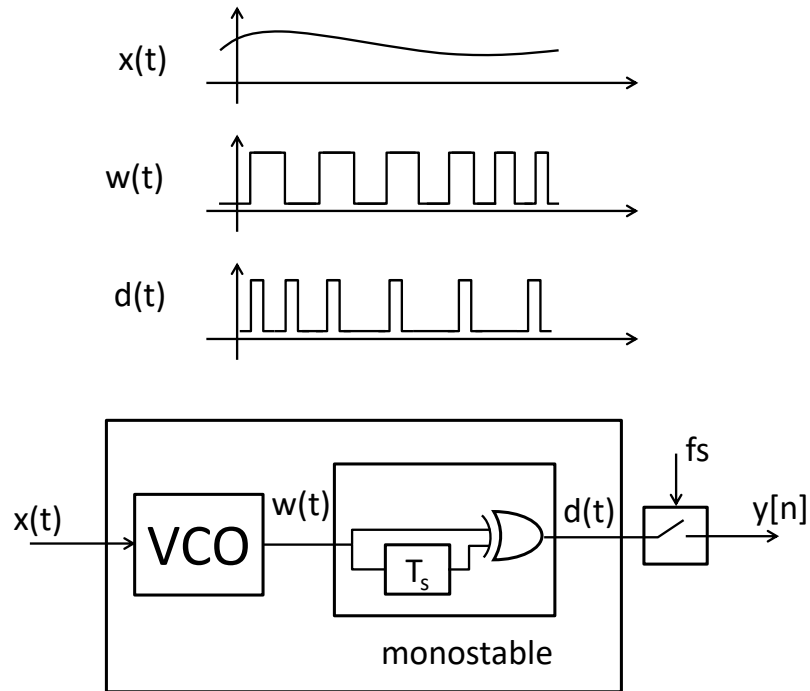 x(t)
w(t)
d(t)
fs
x(t)
VCO
w(t)
Ts
d(t)
y[n]
monostable